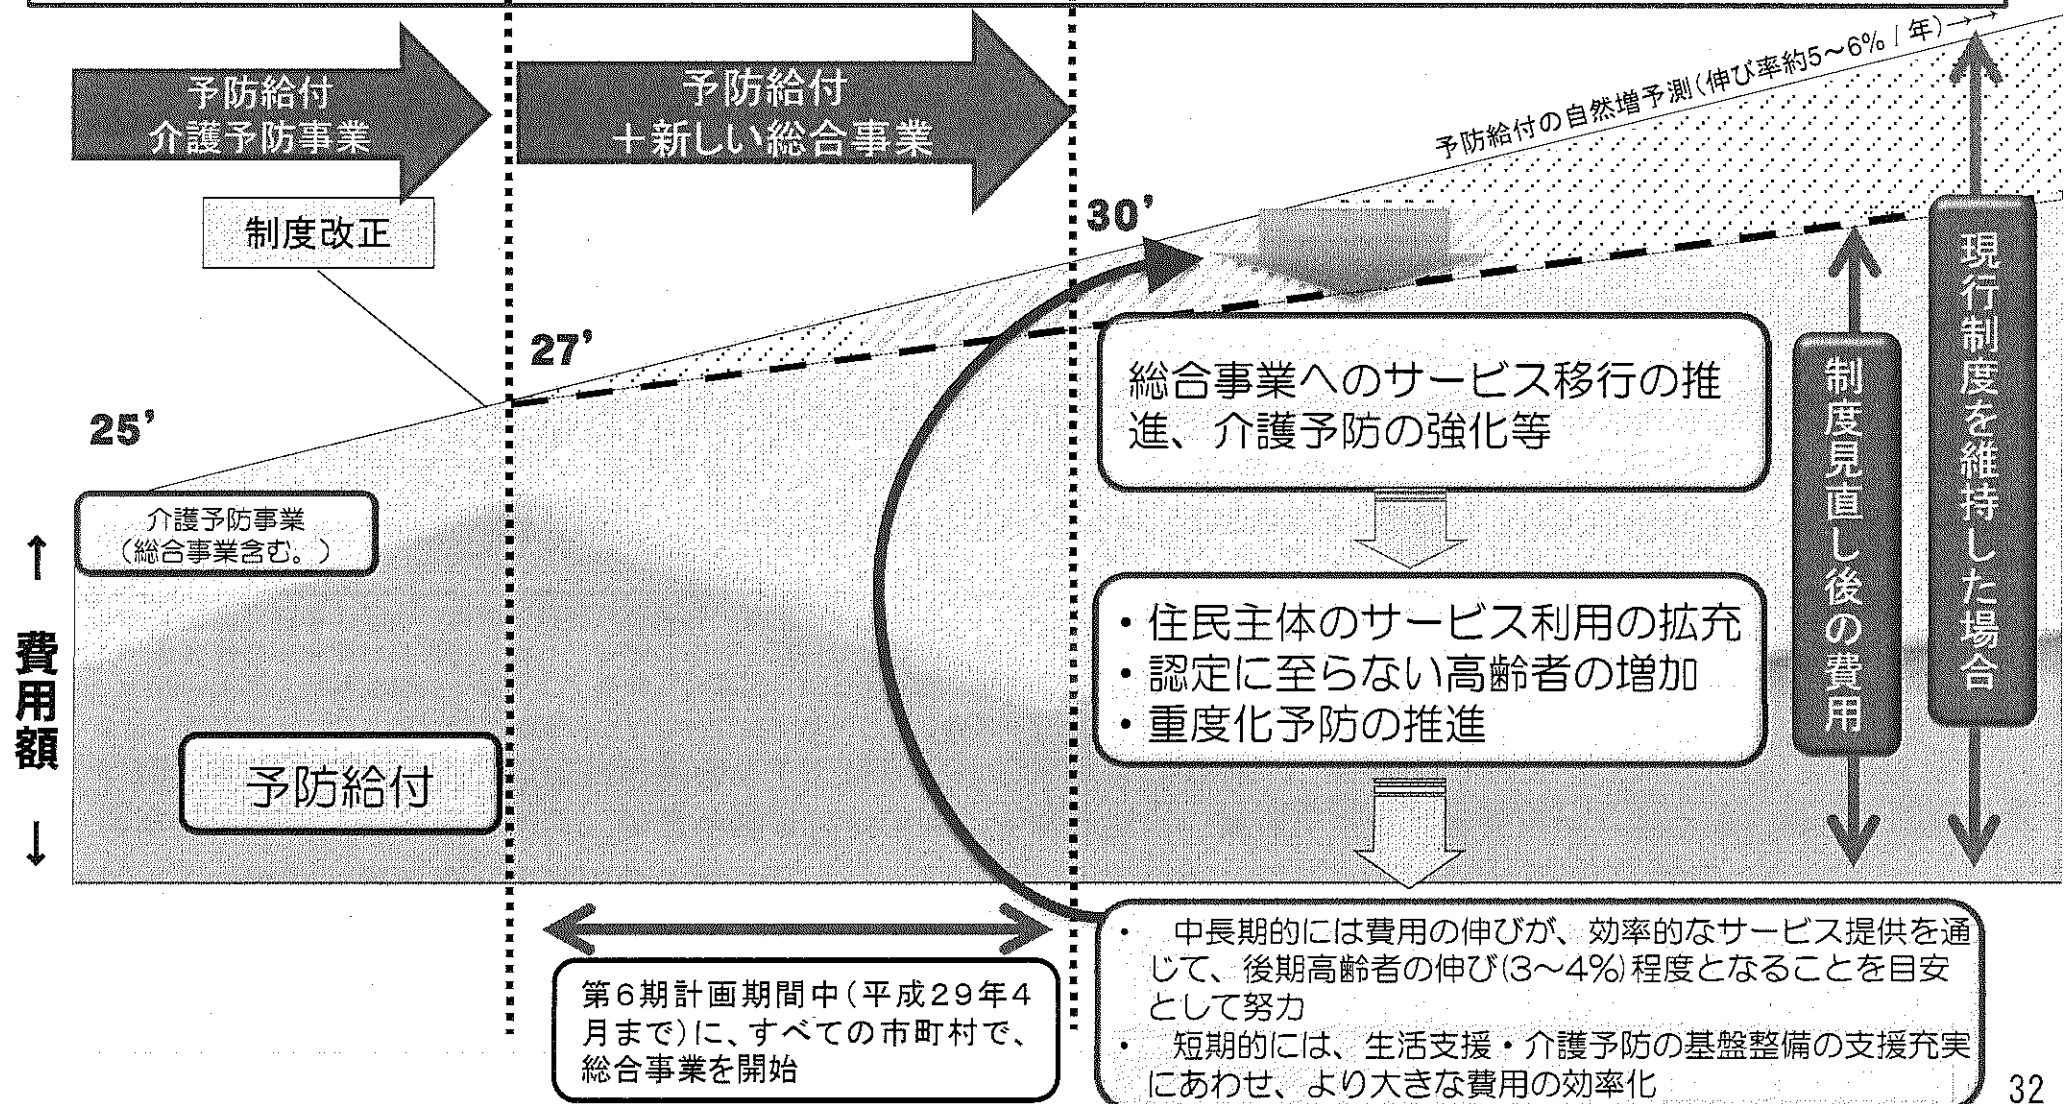 予防給付
介護予防事業
予防給付
＋新しい総合事業
予防給付の自然増予測(伸び率約5～6% / 年)→→
制度改正
30’
27’
25’
現行制度を維持した場合
制度見直し後の費用
総合事業へのサービス移行の推
進、介護予防の強化等
介護予防事業
（総合事業含む。）
↑ 費用額 ↓
・住民主体のサービス利用の拡充
・認定に至らない高齢者の増加
・重度化予防の推進
予防給付
・ 中長期的には費用の伸びが、効率的なサービス提供を通
じて、後期高齢者の伸び(3～4%)程度となることを目安
として努力
・ 短期的には、生活支援・介護予防の基盤整備の支援充実
にあわせ、より大きな費用の効率化
第6期計画期間中(平成29年4
月まで)に、すべての市町村で、
総合事業を開始
32